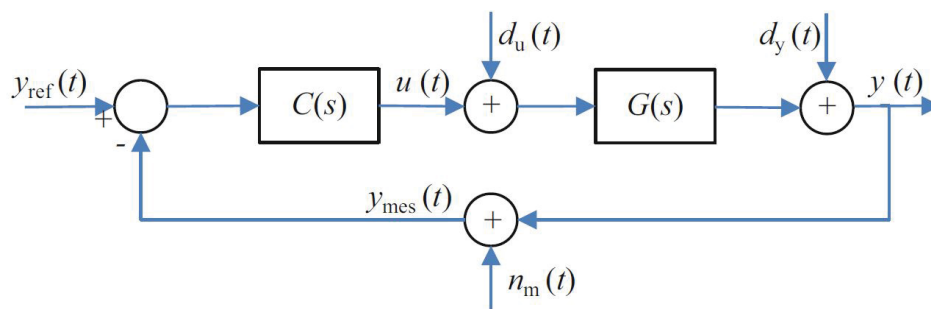 d_u(t)
d_y(t)
y_ref(t)
+
-
C(s)
u(t)
+
G(s)
+
y(t)
y_mes(t)
+
n_m(t)